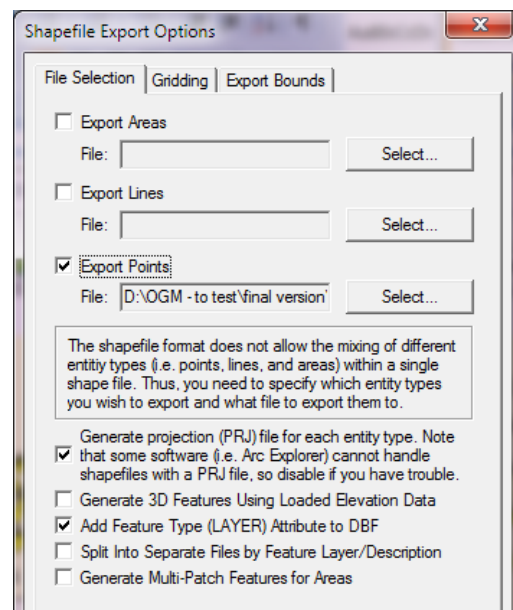 Shapefile Export Options
File Selection
Gridding
Export Bounds
Export Areas
File:
Select...
Export Lines
File:
Select...
Export Points
File:
D:\OGM - to test\final version'
Select...
The shapefile format does not allow the mixing of different
entitiy types (i.e. points, lines, and areas) within a single
shape file. Thus, you need to specify which entity types
you wish to export and what file to export them to.
Generate projection (PRJ) file for each entity type. Note
that some software (i.e. Arc Explorer) cannot handle
shapefiles with a PRJ file, so disable if you have trouble.
Generate 3D Features Using Loaded Elevation Data
Add Feature Type (LAYER) Attribute to DBF
Split Into Separate Files by Feature Layer/Description
Generate Multi-Patch Features for Areas